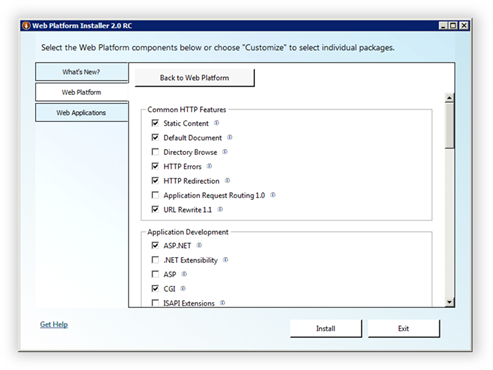 Web Platform Installer 2.0 RC
Select the Web Platform components below or choose "Customize" to select individual packages.
What's New?
Web Platform
Web Applications
Back to Web Platform
Common HTTP Features
Static Content
Default Document
Directory Browse
HTTP Errors
HTTP Redirection
Application Request Routing 1.0
URL Rewrite 1.1
Application Development
ASP.NET
.NET Extensibility
ASP
CGI
ISAPI Extensions
Get Help
Install
Exit